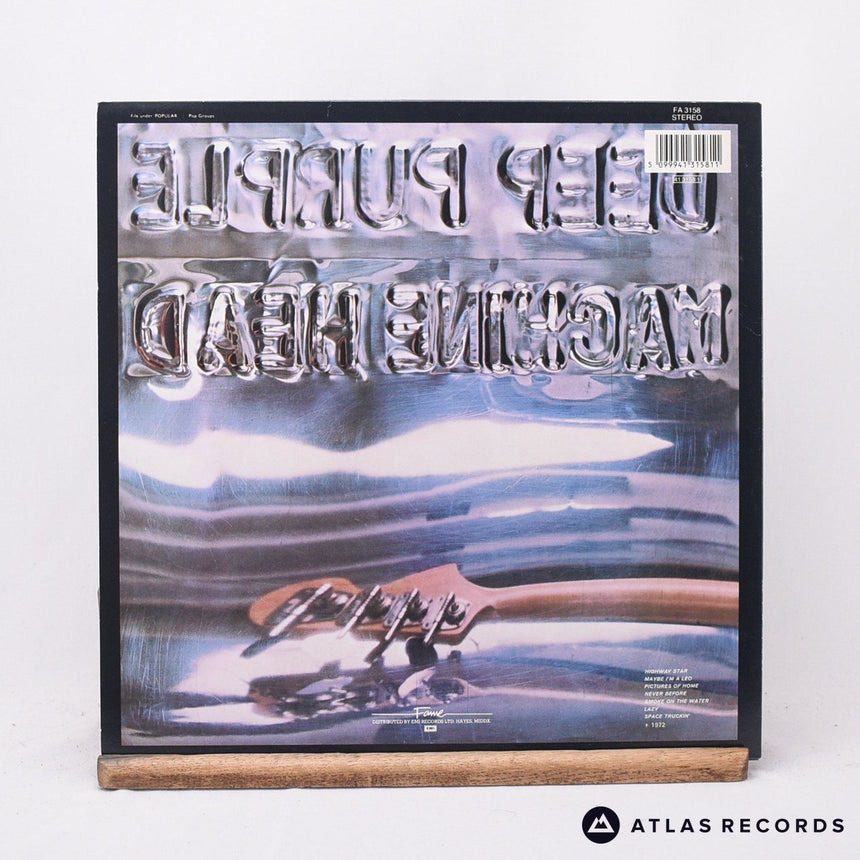 File under POPULAR : Pop Groups
FA 3158
STEREO
5 099941 315811
DEEP PURPLE
MACHINE HEAD
HIGHWAY STAR
MAYBE I'M A LEO
PICTURES OF HOME
NEVER BEFORE
SMOKE ON THE WATER
LAZY
SPACE TRUCKIN'
℗ 1972
Fame
DISTRIBUTED BY EMI RECORDS LTD. HAYES, MIDDX.
EMI
ATLAS RECORDS